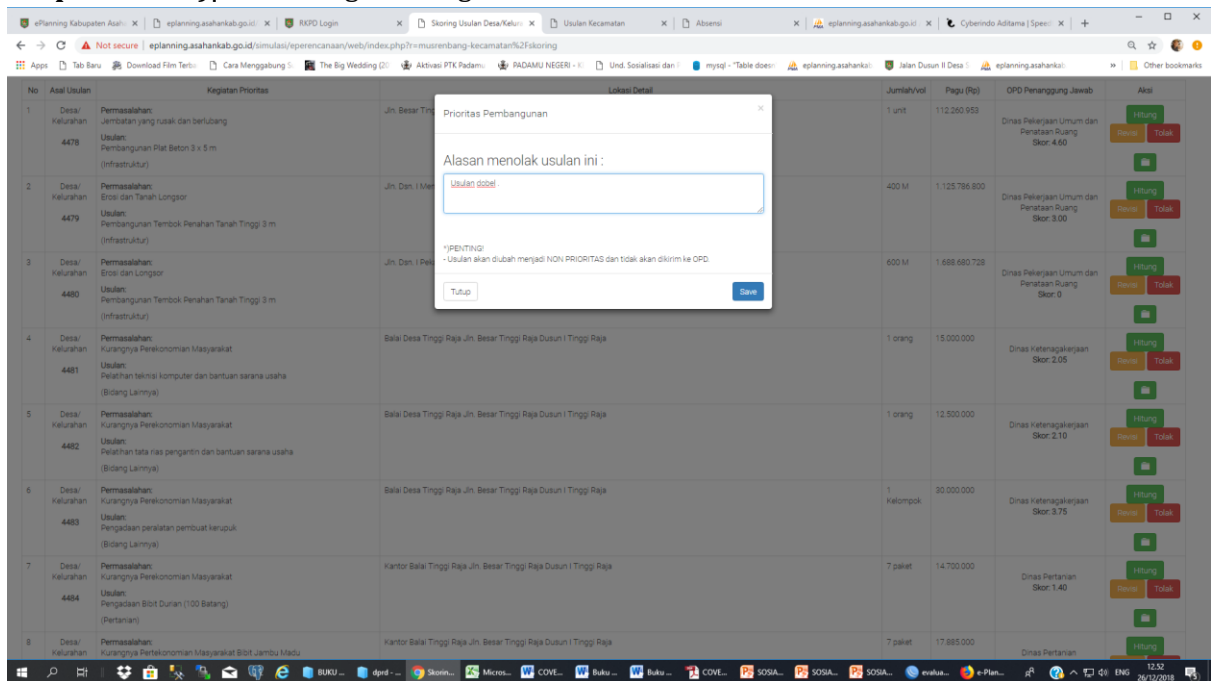 ePlanning Kabupaten Asah
eplanning.asahankab.go.id/
RKPD Login
Skoring Usulan Desa/Kelura
Usulan Kecamatan
Absensi
eplanning.asahankab.go.id
Cyberindo Aditama | Speed
Not secure | eplanning.asahankab.go.id/simulasi/eperencanaan/web/index.php?r=musrenbang-kecamatan%2Fskoring
Apps Tab Baru Download Film Terba Cara Menggabung S The Big Wedding (20 Aktivasi PTK Padamu PADAMU NEGERI - Und. Sosialisasi dan mysql - "Table doesn eplanning.asahankab Jalan Dusun II Desa S eplanning.asahankab » Other bookmarks
No Asal Usulan Kegiatan Prioritas Lokasi Detail Jumlah/vol Pagu (Rp) OPD Penanggung Jawab Aksi
Prioritas Pembangunan ×
Alasan menolak usulan ini :
Usulan dobel .
*)PENTING!
- Usulan akan diubah menjadi NON PRIORITAS dan tidak akan dikirim ke OPD.
Tutup Save
1 Desa/ Kelurahan 4478
Permasalahan:
Jembatan yang rusak dan berlubang
Usulan:
Pembangunan Plat Beton 3 x 5 m
(Infrastruktur)
Jln. Besar Ting
1 unit 112.260.953
Dinas Pekerjaan Umum dan
Penataan Ruang
Skor: 4.60
Hitung
Revisi Tolak
2 Desa/ Kelurahan 4479
Permasalahan:
Erosi dan Tanah Longsor
Usulan:
Pembangunan Tembok Penahan Tanah Tinggi 3 m
(Infrastruktur)
Jln. Dsn. I Mer
400 M 1.125.786.800
Dinas Pekerjaan Umum dan
Penataan Ruang
Skor: 3.00
Hitung
Revisi Tolak
3 Desa/ Kelurahan 4480
Permasalahan:
Erosi dan Longsor
Usulan:
Pembangunan Tembok Penahan Tanah Tinggi 3 m
(Infrastruktur)
Jln. Dsn. I Pek
600 M 1.688.680.728
Dinas Pekerjaan Umum dan
Penataan Ruang
Skor: 0
Hitung
Revisi Tolak
4 Desa/ Kelurahan 4481
Permasalahan:
Kurangnya Perekonomian Masyarakat
Usulan:
Pelatihan teknisi komputer dan bantuan sarana usaha
(Bidang Lainnya)
Balai Desa Tinggi Raja Jln. Besar Tinggi Raja Dusun I Tinggi Raja
1 orang 15.000.000
Dinas Ketenagakerjaan
Skor: 2.05
Hitung
Revisi Tolak
5 Desa/ Kelurahan 4482
Permasalahan:
Kurangnya Perekonomian Masyarakat
Usulan:
Pelatihan tata rias pengantin dan bantuan sarana usaha
(Bidang Lainnya)
Balai Desa Tinggi Raja Jln. Besar Tinggi Raja Dusun I Tinggi Raja
1 orang 12.500.000
Dinas Ketenagakerjaan
Skor: 2.10
Hitung
Revisi Tolak
6 Desa/ Kelurahan 4483
Permasalahan:
Kurangnya Perekonomian Masyarakat
Usulan:
Pengadaan peralatan pembuat kerupuk
(Bidang Lainnya)
Balai Desa Tinggi Raja Jln. Besar Tinggi Raja Dusun I Tinggi Raja
1 Kelompok 30.000.000
Dinas Ketenagakerjaan
Skor: 3.75
Hitung
Revisi Tolak
7 Desa/ Kelurahan 4484
Permasalahan:
Kurangnya Perekonomian Masyarakat
Usulan:
Pengadaan Bibit Durian (100 Batang)
(Pertanian)
Kantor Balai Tinggi Raja Jln. Besar Tinggi Raja Dusun I Tinggi Raja
7 paket 14.700.000
Dinas Pertanian
Skor: 1.40
Hitung
Revisi Tolak
8 Desa/ Kelurahan
Permasalahan:
Kurangnya Pertekonomian Masyarakat Bibit Jambu Madu
Kantor Balai Tinggi Raja Jln. Besar Tinggi Raja Dusun I Tinggi Raja
7 paket 17.885.000
Dinas Pertanian
Hitung
BUKU ... dprd - ... Skorin... Micros... COVE... Buku ... Buku ... COVE... SOSIA... SOSIA... SOSIA... evalua... e-Plan... ENG 12.52
26/12/2018